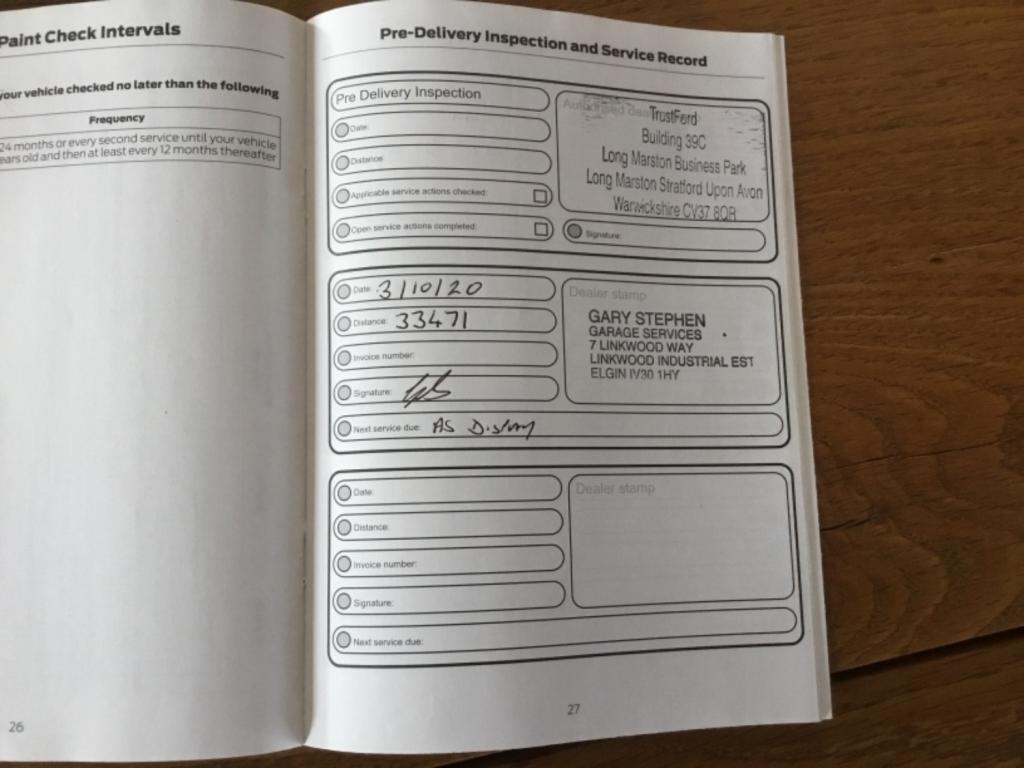 Paint Check Intervals
your vehicle checked no later than the following
Frequency
24 months or every second service until your vehicle
ears old and then at least every 12 months thereafter
26
Pre-Delivery Inspection and Service Record
Pre Delivery Inspection
Date:
Distance:
Applicable service actions checked:
Open service actions completed:
TrustFord
Building 39C
Long Marston Business Park
Long Marston Stratford Upon Avon
Warwickshire CV37 8QR
Signature:
Date: 3/10/20
Distance: 33471
Invoice number:
Signature:
Next service due: AS
Dealer stamp
GARY STEPHEN
GARAGE SERVICES
7 LINKWOOD WAY
LINKWOOD INDUSTRIAL EST
ELGIN IV30 1HY
Date:
Distance:
Invoice number:
Signature:
Next service due:
Dealer stamp
27